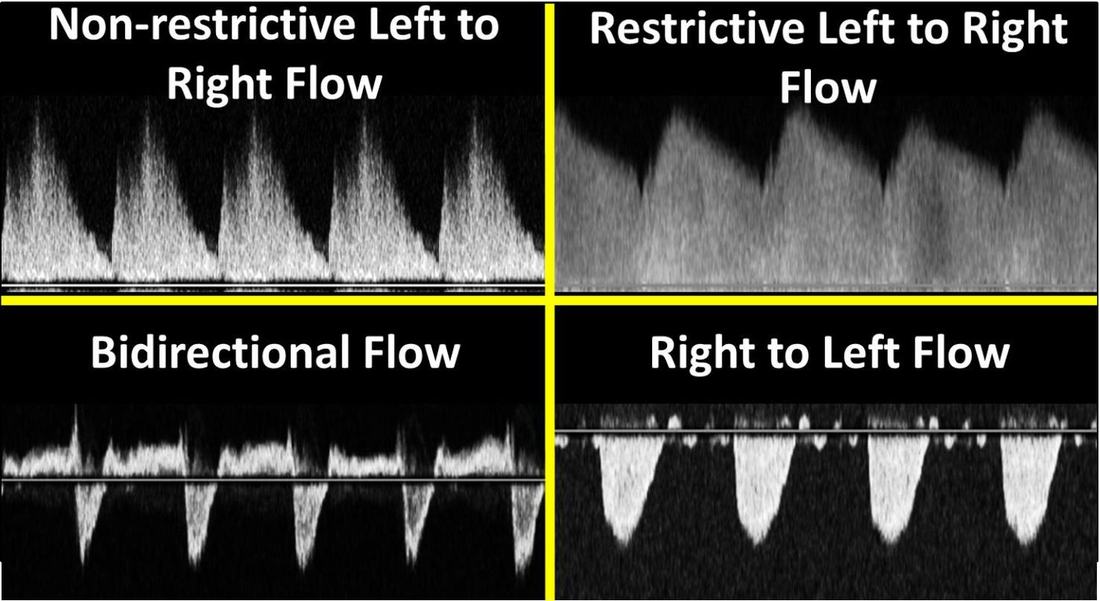 Non-restrictive Left to
Right Flow
Restrictive Left to Right
Flow
Bidirectional Flow
Right to Left Flow